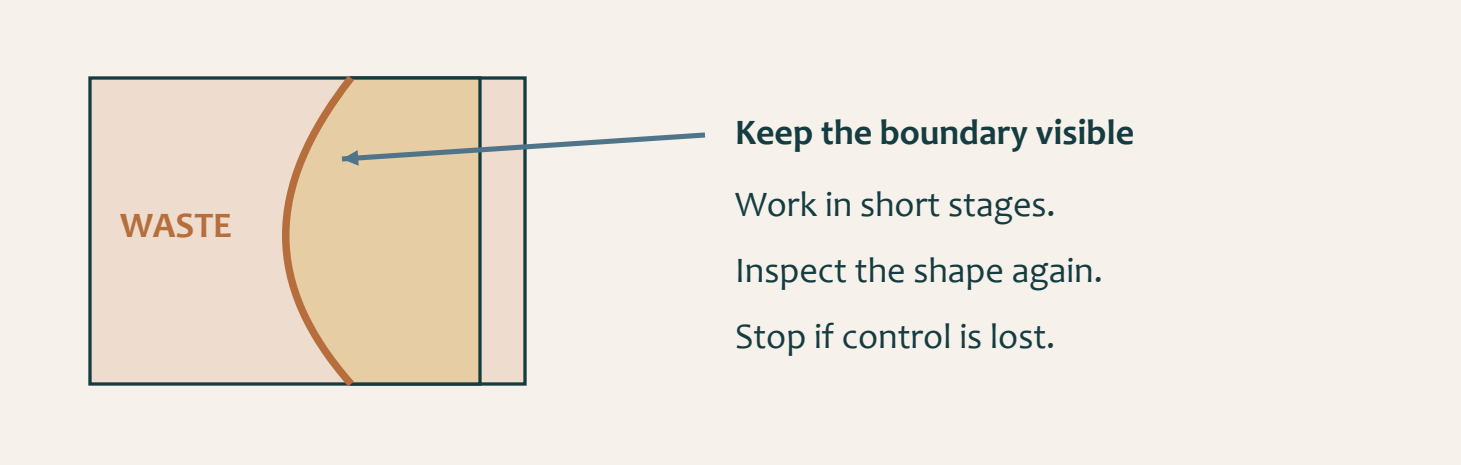 WASTE
Keep the boundary visible
Work in short stages.
Inspect the shape again.
Stop if control is lost.